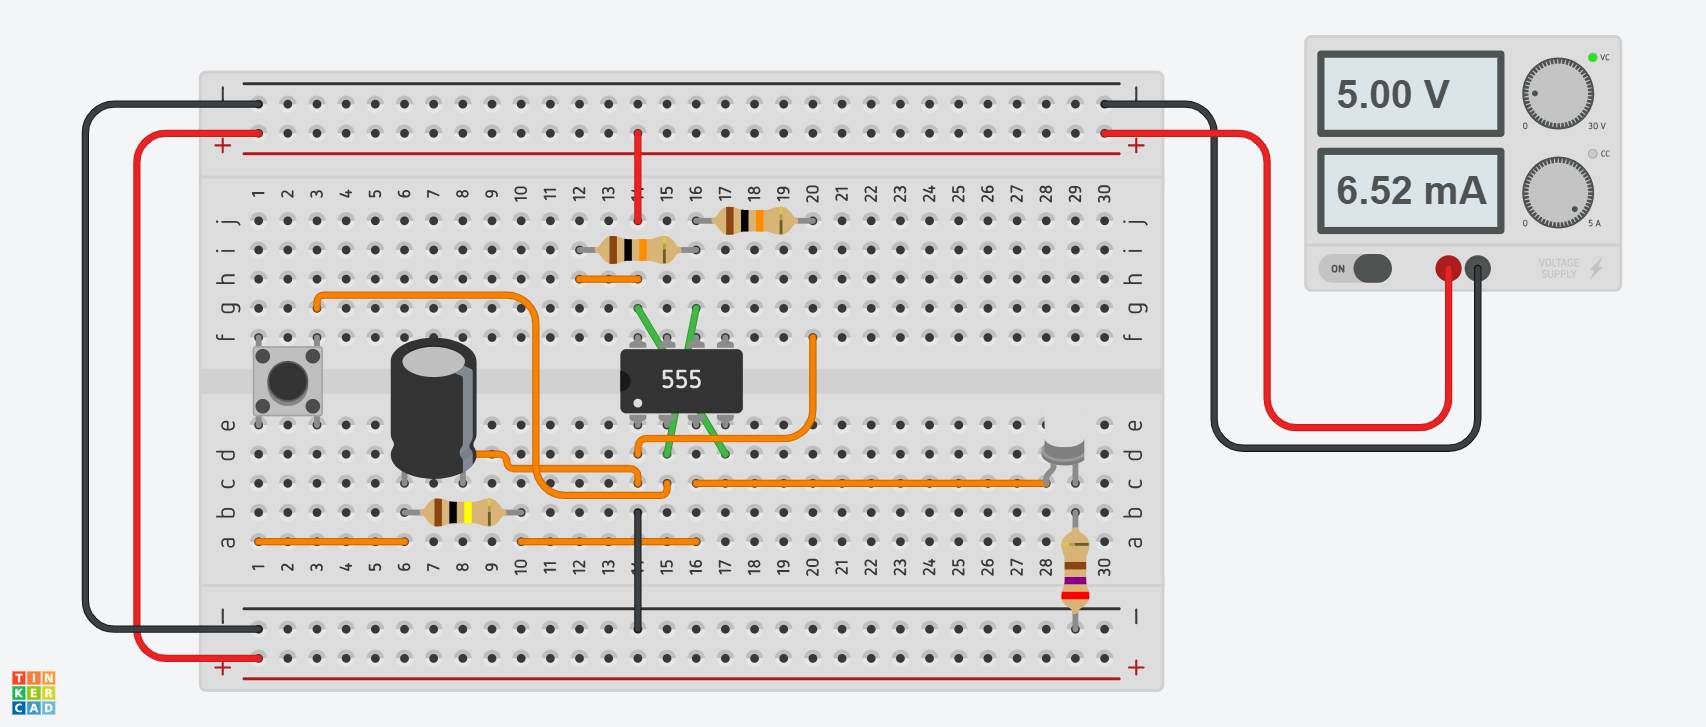 5.00 V
VC
0
30 V
6.52 mA
CC
0
5 A
ON
VOLTAGE
SUPPLY
1 2 3 4 5 6 7 8 9 10 11 12 13 14 15 16 17 18 19 20 21 22 23 24 25 26 27 28 29 30
j j
i i
h h
g g
f f
555
e e
d d
c c
b b
a a
1 2 3 4 5 6 7 8 9 10 11 12 13 14 15 16 17 18 19 20 21 22 23 24 25 26 27 28 29 30
TIN
KER
CAD